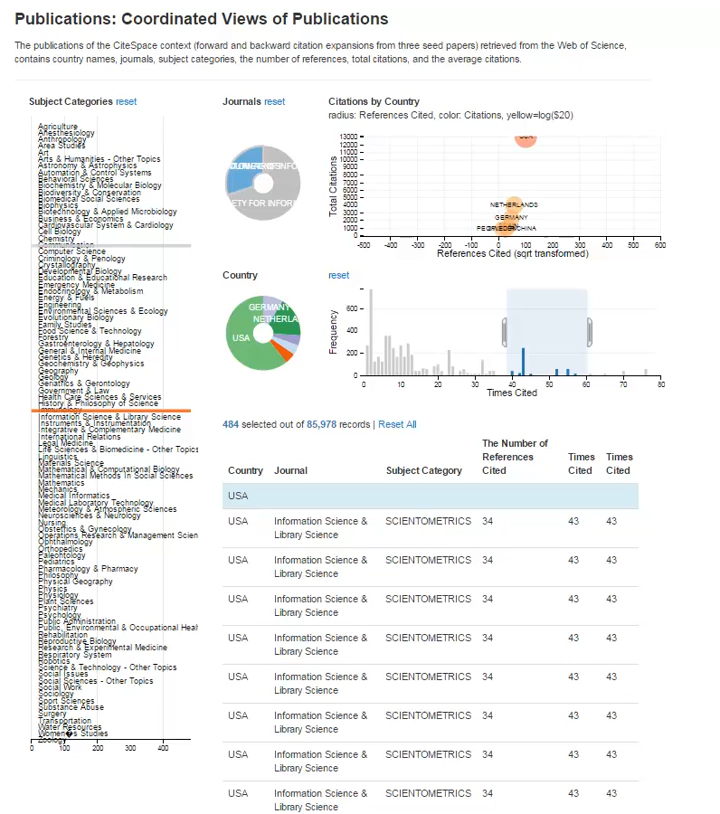 Publications: Coordinated Views of Publications
The publications of the CiteSpace context (forward and backward citation expansions from three seed papers) retrieved from the Web of Science,
contains country names, journals, subject categories, the number of references, total citations, and the average citations.
Subject Categories reset
Agriculture
Anesthesiology
Anthropology
Area Studies
Art
Arts & Humanities - Other Topics
Astronomy & Astrophysics
Automation & Control Systems
Behavioral Sciences
Biochemistry & Molecular Biology
Biodiversity & Conservation
Biomedical Social Sciences
Biophysics
Biotechnology & Applied Microbiology
Business & Economics
Cardiovascular System & Cardiology
Cell Biology
Chemistry
Communication
Computer Science
Criminology & Penology
Crystallography
Developmental Biology
Education & Educational Research
Emergency Medicine
Endocrinology & Metabolism
Energy & Fuels
Engineering
Environmental Sciences & Ecology
Evolutionary Biology
Family Studies
Food Science & Technology
Forestry
Gastroenterology & Hepatology
General & Internal Medicine
Genetics & Heredity
Geochemistry & Geophysics
Geography
Geology
Geriatrics & Gerontology
Government & Law
Health Care Sciences & Services
History & Philosophy of Science
Immunology
Information Science & Library Science
Instruments & Instrumentation
Integrative & Complementary Medicine
International Relations
Legal Medicine
Life Sciences & Biomedicine - Other Topics
Linguistics
Materials Science
Mathematical & Computational Biology
Mathematical Methods In Social Sciences
Mathematics
Mechanics
Medical Informatics
Medical Laboratory Technology
Meteorology & Atmospheric Sciences
Neurosciences & Neurology
Nursing
Obstetrics & Gynecology
Operations Research & Management Scien
Ophthalmology
Orthopedics
Paleontology
Pediatrics
Pharmacology & Pharmacy
Philosophy
Physical Geography
Physics
Physiology
Plant Sciences
Psychiatry
Psychology
Public Administration
Public, Environmental & Occupational Heal
Rehabilitation
Reproductive Biology
Research & Experimental Medicine
Respiratory System
Robotics
Science & Technology - Other Topics
Social Issues
Social Sciences - Other Topics
Social Work
Sociology
Sport Sciences
Substance Abuse
Surgery
Transportation
Water Resources
Women�s Studies
Zoology
0 100 200 300 400
Journals reset
ETY FOR INFOR
Country
GERMANY
NETHERLA
USA
Citations by Country
radius: References Cited, color: Citations, yellow=log($20)
Total Citations
13000
12000
11000
10000
9000
8000
7000
6000
5000
4000
3000
2000
1000
0
USA
NETHERLANDS
GERMANY
CHINA
-500 -400 -300 -200 -100 0 100 200 300 400 500 600
References Cited (sqrt transformed)
reset
Frequency
600
400
200
0
0 10 20 30 40 50 60 70 80
Times Cited
484 selected out of 85,978 records | Reset All
Country Journal Subject Category The Number of References Cited Times Cited Times Cited
USA
USA Information Science & Library Science SCIENTOMETRICS 34 43 43
USA Information Science & Library Science SCIENTOMETRICS 34 43 43
USA Information Science & Library Science SCIENTOMETRICS 34 43 43
USA Information Science & Library Science SCIENTOMETRICS 34 43 43
USA Information Science & Library Science SCIENTOMETRICS 34 43 43
USA Information Science & Library Science SCIENTOMETRICS 34 43 43
USA Information Science & Library Science SCIENTOMETRICS 34 43 43
USA Information Science & Library Science SCIENTOMETRICS 34 43 43